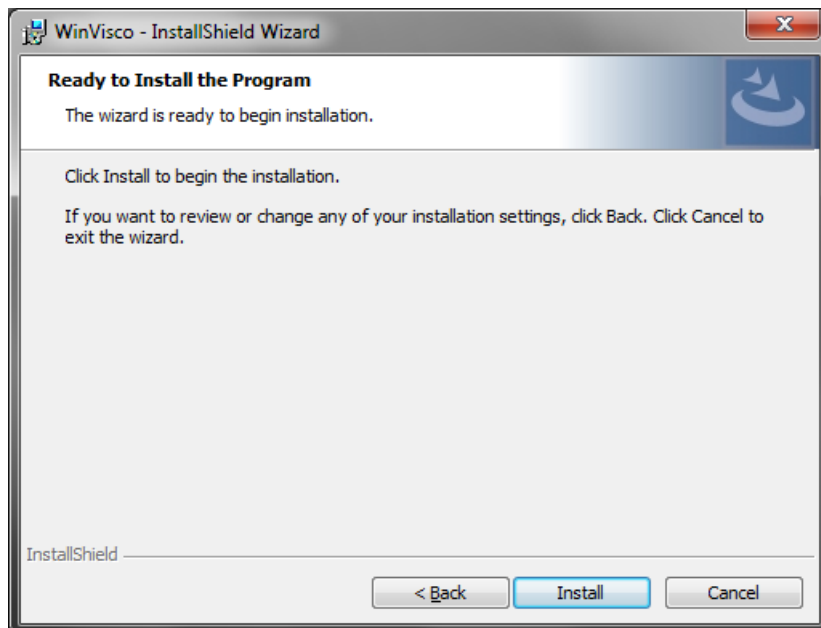 WinVisco - InstallShield Wizard
Ready to Install the Program
The wizard is ready to begin installation.
Click Install to begin the installation.
If you want to review or change any of your installation settings, click Back. Click Cancel to
exit the wizard.
InstallShield
< Back
Install
Cancel